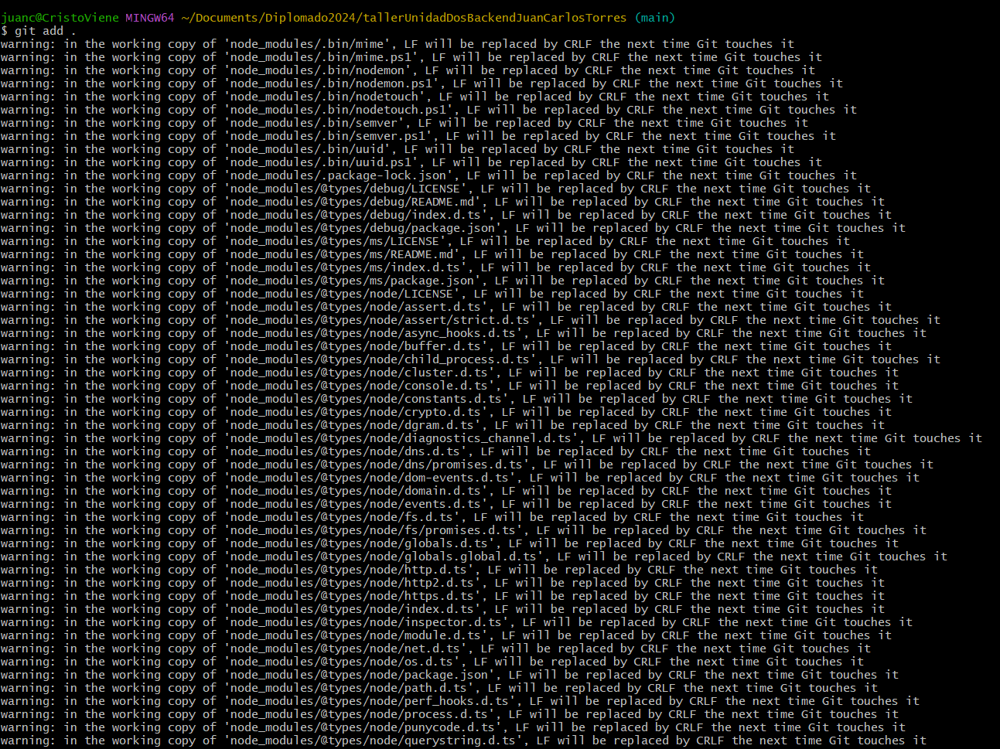 juanc@CristoViene MINGW64 ~/Documents/Diplomado2024/tallerUnidadDosBackendJuanCarlosTorres (main)
$ git add .
warning: in the working copy of 'node_modules/.bin/mime', LF will be replaced by CRLF the next time Git touches it
warning: in the working copy of 'node_modules/.bin/mime.ps1', LF will be replaced by CRLF the next time Git touches it
warning: in the working copy of 'node_modules/.bin/nodemon', LF will be replaced by CRLF the next time Git touches it
warning: in the working copy of 'node_modules/.bin/nodemon.ps1', LF will be replaced by CRLF the next time Git touches it
warning: in the working copy of 'node_modules/.bin/nodetouch', LF will be replaced by CRLF the next time Git touches it
warning: in the working copy of 'node_modules/.bin/nodetouch.ps1', LF will be replaced by CRLF the next time Git touches it
warning: in the working copy of 'node_modules/.bin/semver', LF will be replaced by CRLF the next time Git touches it
warning: in the working copy of 'node_modules/.bin/semver.ps1', LF will be replaced by CRLF the next time Git touches it
warning: in the working copy of 'node_modules/.bin/uuid', LF will be replaced by CRLF the next time Git touches it
warning: in the working copy of 'node_modules/.bin/uuid.ps1', LF will be replaced by CRLF the next time Git touches it
warning: in the working copy of 'node_modules/.package-lock.json', LF will be replaced by CRLF the next time Git touches it
warning: in the working copy of 'node_modules/@types/debug/LICENSE', LF will be replaced by CRLF the next time Git touches it
warning: in the working copy of 'node_modules/@types/debug/README.md', LF will be replaced by CRLF the next time Git touches it
warning: in the working copy of 'node_modules/@types/debug/index.d.ts', LF will be replaced by CRLF the next time Git touches it
warning: in the working copy of 'node_modules/@types/debug/package.json', LF will be replaced by CRLF the next time Git touches it
warning: in the working copy of 'node_modules/@types/ms/LICENSE', LF will be replaced by CRLF the next time Git touches it
warning: in the working copy of 'node_modules/@types/ms/README.md', LF will be replaced by CRLF the next time Git touches it
warning: in the working copy of 'node_modules/@types/ms/index.d.ts', LF will be replaced by CRLF the next time Git touches it
warning: in the working copy of 'node_modules/@types/ms/package.json', LF will be replaced by CRLF the next time Git touches it
warning: in the working copy of 'node_modules/@types/node/LICENSE', LF will be replaced by CRLF the next time Git touches it
warning: in the working copy of 'node_modules/@types/node/assert.d.ts', LF will be replaced by CRLF the next time Git touches it
warning: in the working copy of 'node_modules/@types/node/assert/strict.d.ts', LF will be replaced by CRLF the next time Git touches it
warning: in the working copy of 'node_modules/@types/node/async_hooks.d.ts', LF will be replaced by CRLF the next time Git touches it
warning: in the working copy of 'node_modules/@types/node/buffer.d.ts', LF will be replaced by CRLF the next time Git touches it
warning: in the working copy of 'node_modules/@types/node/child_process.d.ts', LF will be replaced by CRLF the next time Git touches it
warning: in the working copy of 'node_modules/@types/node/cluster.d.ts', LF will be replaced by CRLF the next time Git touches it
warning: in the working copy of 'node_modules/@types/node/console.d.ts', LF will be replaced by CRLF the next time Git touches it
warning: in the working copy of 'node_modules/@types/node/constants.d.ts', LF will be replaced by CRLF the next time Git touches it
warning: in the working copy of 'node_modules/@types/node/crypto.d.ts', LF will be replaced by CRLF the next time Git touches it
warning: in the working copy of 'node_modules/@types/node/dgram.d.ts', LF will be replaced by CRLF the next time Git touches it
warning: in the working copy of 'node_modules/@types/node/diagnostics_channel.d.ts', LF will be replaced by CRLF the next time Git touches it
warning: in the working copy of 'node_modules/@types/node/dns.d.ts', LF will be replaced by CRLF the next time Git touches it
warning: in the working copy of 'node_modules/@types/node/dns/promises.d.ts', LF will be replaced by CRLF the next time Git touches it
warning: in the working copy of 'node_modules/@types/node/dom-events.d.ts', LF will be replaced by CRLF the next time Git touches it
warning: in the working copy of 'node_modules/@types/node/domain.d.ts', LF will be replaced by CRLF the next time Git touches it
warning: in the working copy of 'node_modules/@types/node/events.d.ts', LF will be replaced by CRLF the next time Git touches it
warning: in the working copy of 'node_modules/@types/node/fs.d.ts', LF will be replaced by CRLF the next time Git touches it
warning: in the working copy of 'node_modules/@types/node/fs/promises.d.ts', LF will be replaced by CRLF the next time Git touches it
warning: in the working copy of 'node_modules/@types/node/globals.d.ts', LF will be replaced by CRLF the next time Git touches it
warning: in the working copy of 'node_modules/@types/node/globals.global.d.ts', LF will be replaced by CRLF the next time Git touches it
warning: in the working copy of 'node_modules/@types/node/http.d.ts', LF will be replaced by CRLF the next time Git touches it
warning: in the working copy of 'node_modules/@types/node/http2.d.ts', LF will be replaced by CRLF the next time Git touches it
warning: in the working copy of 'node_modules/@types/node/https.d.ts', LF will be replaced by CRLF the next time Git touches it
warning: in the working copy of 'node_modules/@types/node/index.d.ts', LF will be replaced by CRLF the next time Git touches it
warning: in the working copy of 'node_modules/@types/node/inspector.d.ts', LF will be replaced by CRLF the next time Git touches it
warning: in the working copy of 'node_modules/@types/node/module.d.ts', LF will be replaced by CRLF the next time Git touches it
warning: in the working copy of 'node_modules/@types/node/net.d.ts', LF will be replaced by CRLF the next time Git touches it
warning: in the working copy of 'node_modules/@types/node/os.d.ts', LF will be replaced by CRLF the next time Git touches it
warning: in the working copy of 'node_modules/@types/node/package.json', LF will be replaced by CRLF the next time Git touches it
warning: in the working copy of 'node_modules/@types/node/path.d.ts', LF will be replaced by CRLF the next time Git touches it
warning: in the working copy of 'node_modules/@types/node/perf_hooks.d.ts', LF will be replaced by CRLF the next time Git touches it
warning: in the working copy of 'node_modules/@types/node/process.d.ts', LF will be replaced by CRLF the next time Git touches it
warning: in the working copy of 'node_modules/@types/node/punycode.d.ts', LF will be replaced by CRLF the next time Git touches it
warning: in the working copy of 'node_modules/@types/node/querystring.d.ts', LF will be replaced by CRLF the next time Git touches it